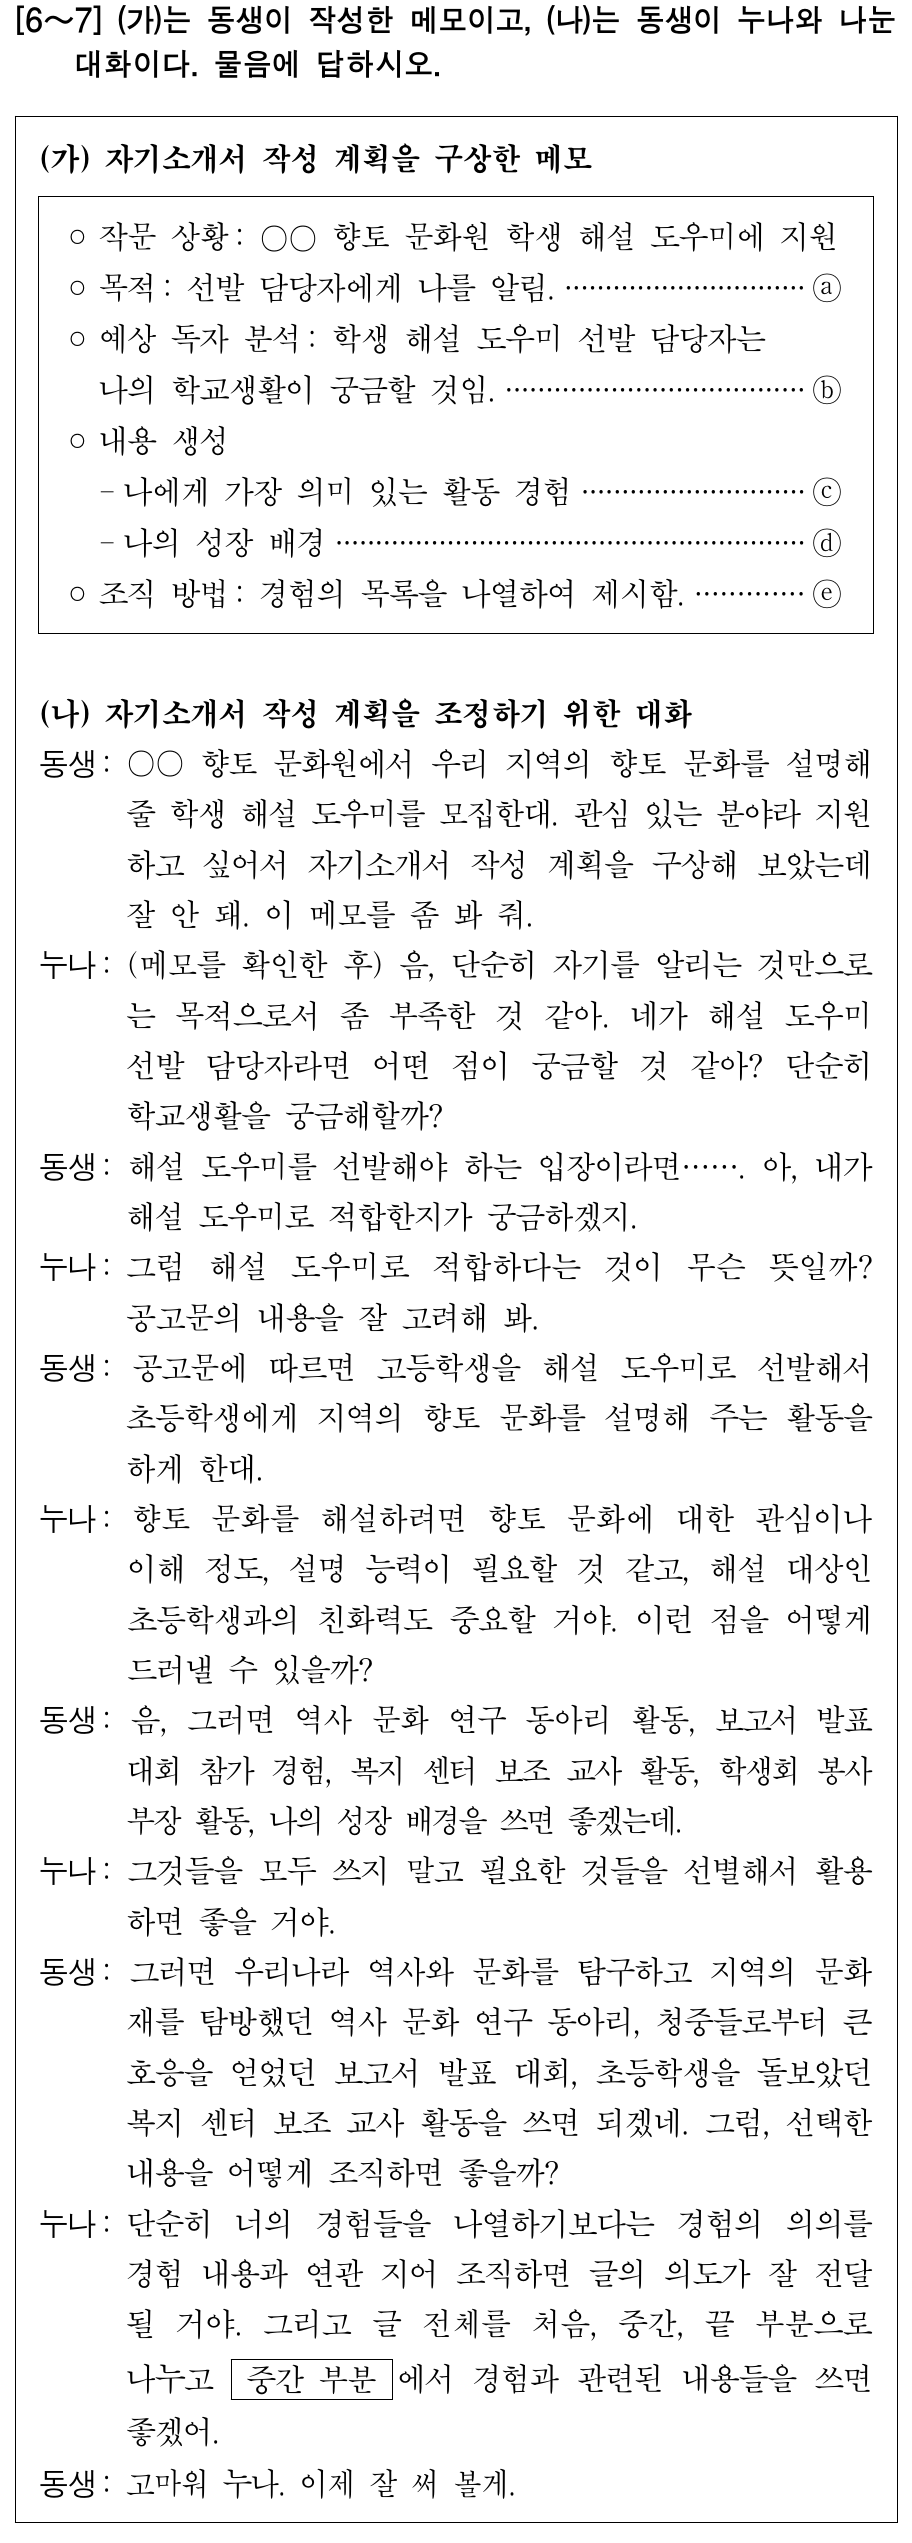 [6~7] (가)는 동생이 작성한 메모이고, (나)는 동생이 누나와 나눈
대화이다. 물음에 답하시오.
(가) 자기소개서 작성 계획을 구상한 메모
○ 작문 상황: ○○ 향토 문화원 학생 해설 도우미에 지원
○ 목적: 선발 담당자에게 나를 알림. ⋯⋯⋯⋯⋯⋯⋯⋯⋯⋯ ⓐ
○ 예상 독자 분석: 학생 해설 도우미 선발 담당자는
나의 학교생활이 궁금할 것임. ⋯⋯⋯⋯⋯⋯⋯⋯⋯⋯⋯⋯ ⓑ
○ 내용 생성
- 나에게 가장 의미 있는 활동 경험 ⋯⋯⋯⋯⋯⋯⋯⋯⋯ ⓒ
- 나의 성장 배경 ⋯⋯⋯⋯⋯⋯⋯⋯⋯⋯⋯⋯⋯⋯⋯⋯⋯⋯ ⓓ
○ 조직 방법: 경험의 목록을 나열하여 제시함. ⋯⋯⋯⋯⋯ ⓔ
(나) 자기소개서 작성 계획을 조정하기 위한 대화
동생: ○○ 향토 문화원에서 우리 지역의 향토 문화를 설명해
줄 학생 해설 도우미를 모집한대. 관심 있는 분야라 지원
하고 싶어서 자기소개서 작성 계획을 구상해 보았는데
잘 안 돼. 이 메모를 좀 봐 줘.
누나: (메모를 확인한 후) 음, 단순히 자기를 알리는 것만으로
는 목적으로서 좀 부족한 것 같아. 네가 해설 도우미
선발 담당자라면 어떤 점이 궁금할 것 같아? 단순히
학교생활을 궁금해할까?
동생: 해설 도우미를 선발해야 하는 입장이라면⋯⋯. 아, 내가
해설 도우미로 적합한지가 궁금하겠지.
누나: 그럼 해설 도우미로 적합하다는 것이 무슨 뜻일까?
공고문의 내용을 잘 고려해 봐.
동생: 공고문에 따르면 고등학생을 해설 도우미로 선발해서
초등학생에게 지역의 향토 문화를 설명해 주는 활동을
하게 한대.
누나: 향토 문화를 해설하려면 향토 문화에 대한 관심이나
이해 정도, 설명 능력이 필요할 것 같고, 해설 대상인
초등학생과의 친화력도 중요할 거야. 이런 점을 어떻게
드러낼 수 있을까?
동생: 음, 그러면 역사 문화 연구 동아리 활동, 보고서 발표
대회 참가 경험, 복지 센터 보조 교사 활동, 학생회 봉사
부장 활동, 나의 성장 배경을 쓰면 좋겠는데.
누나: 그것들을 모두 쓰지 말고 필요한 것들을 선별해서 활용
하면 좋을 거야.
동생: 그러면 우리나라 역사와 문화를 탐구하고 지역의 문화
재를 탐방했던 역사 문화 연구 동아리, 청중들로부터 큰
호응을 얻었던 보고서 발표 대회, 초등학생을 돌보았던
복지 센터 보조 교사 활동을 쓰면 되겠네. 그럼, 선택한
내용을 어떻게 조직하면 좋을까?
누나: 단순히 너의 경험들을 나열하기보다는 경험의 의의를
경험 내용과 연관 지어 조직하면 글의 의도가 잘 전달
될 거야. 그리고 글 전체를 처음, 중간, 끝 부분으로
나누고 중간 부분 에서 경험과 관련된 내용들을 쓰면
좋겠어.
동생: 고마워 누나. 이제 잘 써 볼게.